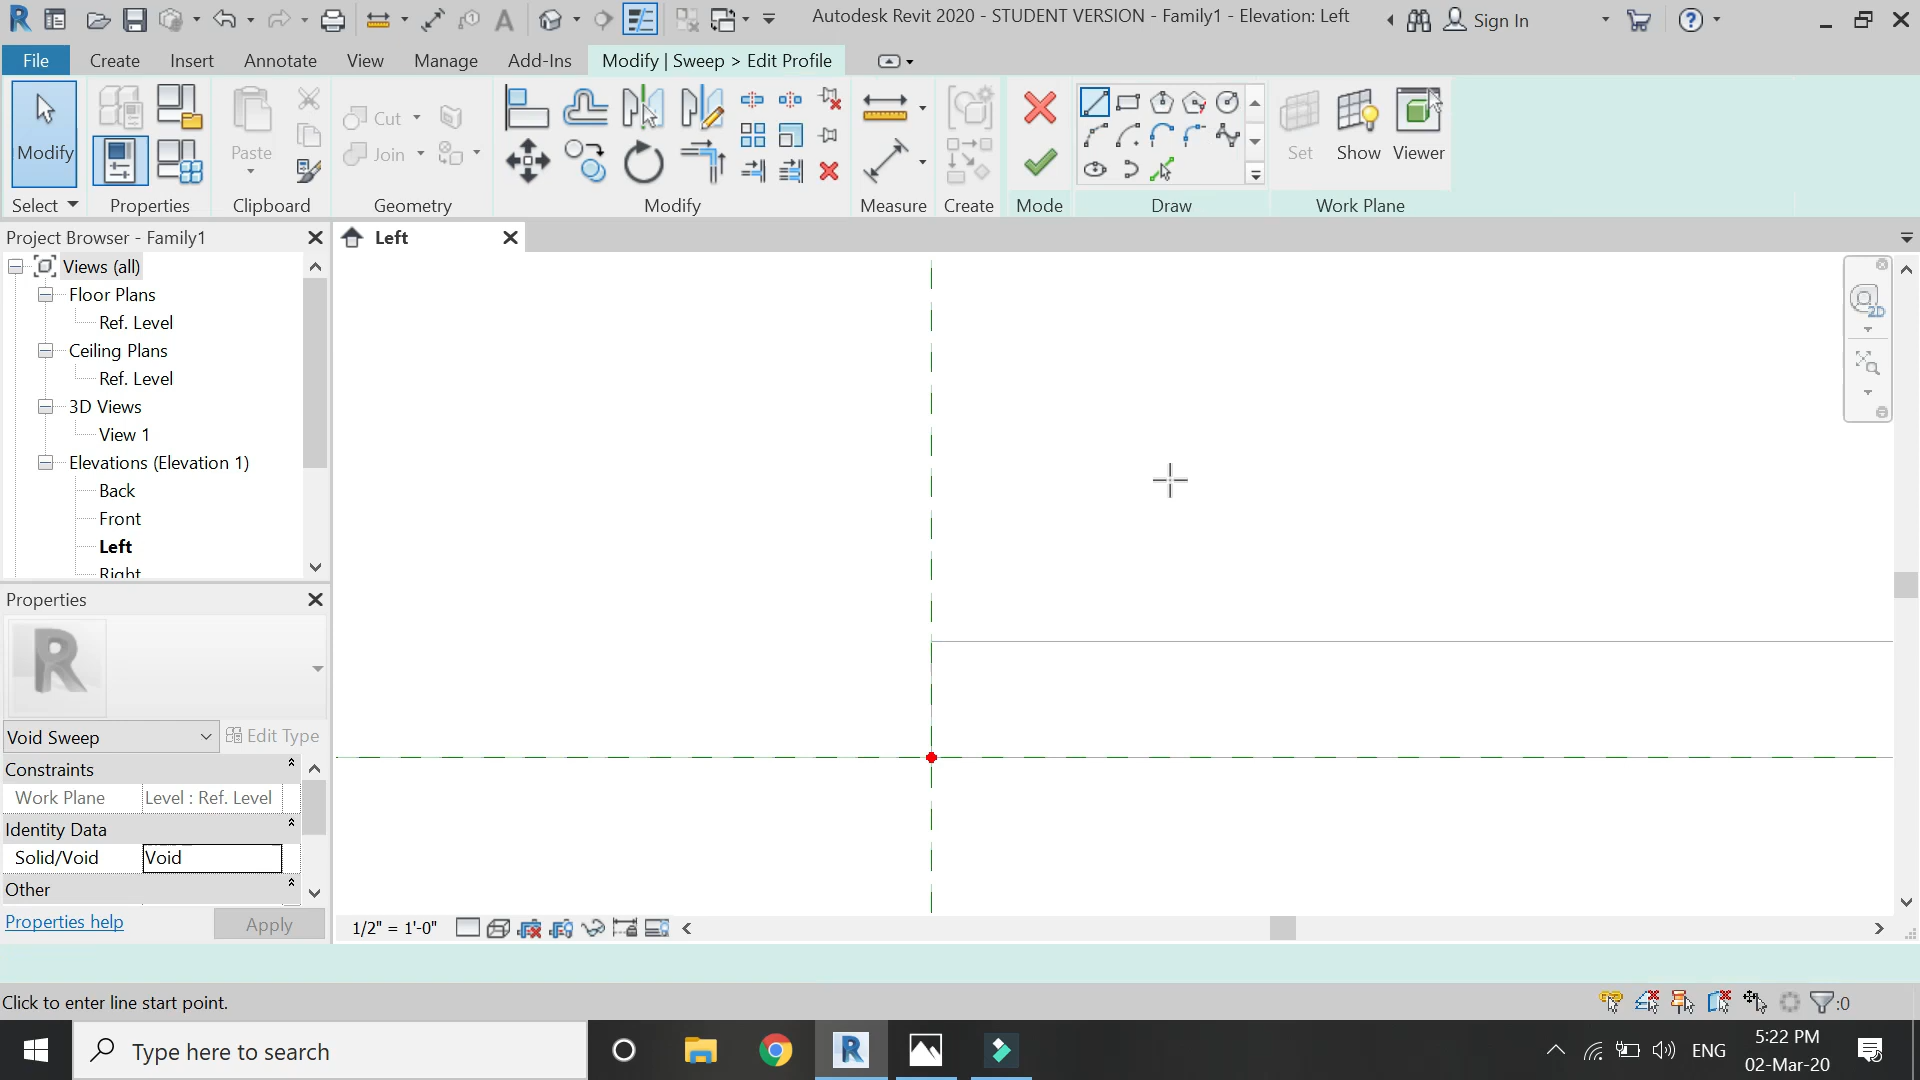 Autodesk Revit 2020 - STUDENT VERSION - Family1 - Elevation: Left
Sign In
File
Create
Insert
Annotate
View
Manage
Add-Ins
Modify | Sweep > Edit Profile
Modify
Paste
Cut
Join
Set
Show
Viewer
Select
Properties
Clipboard
Geometry
Modify
Measure
Create
Mode
Draw
Work Plane
Project Browser - Family1
Left
Views (all)
Floor Plans
Ref. Level
Ceiling Plans
Ref. Level
3D Views
View 1
Elevations (Elevation 1)
Back
Front
Left
Right
2D
Properties
Void Sweep
Edit Type
Constraints
Work Plane
Level : Ref. Level
Identity Data
Solid/Void
Void
Other
Properties help
Apply
1/2" = 1'-0"
Click to enter line start point.
:0
Type here to search
ENG
5:22 PM
02-Mar-20